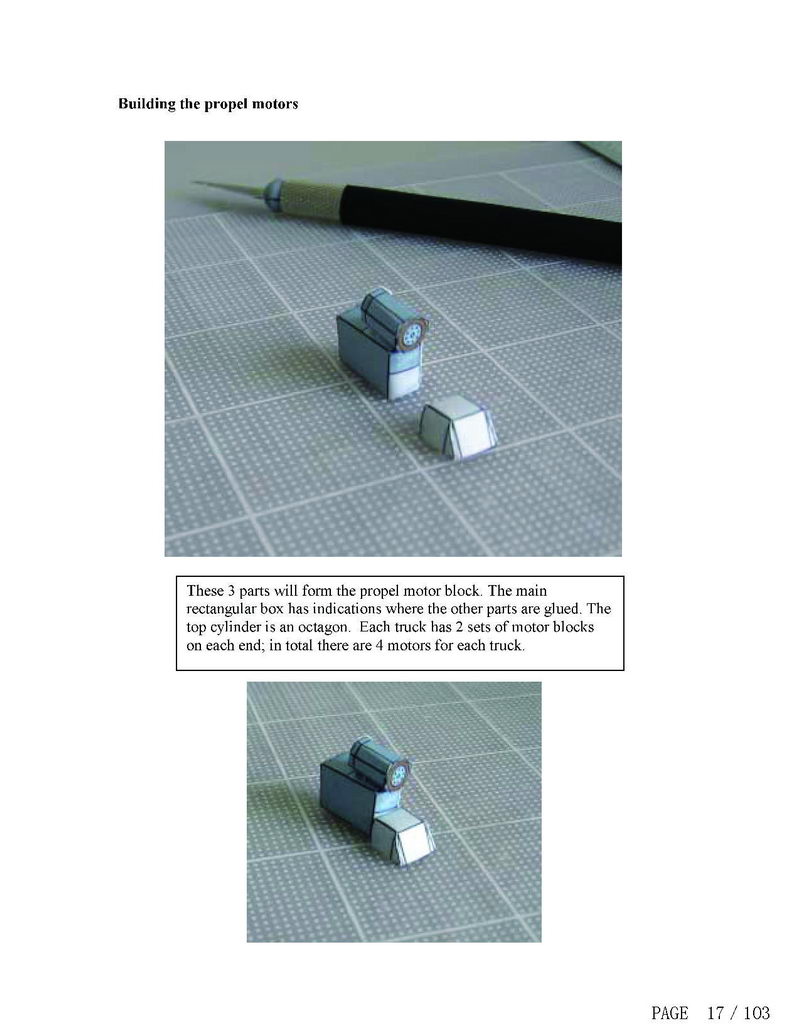 Building the propel motors
These 3 parts will form the propel motor block. The main
rectangular box has indications where the other parts are glued. The
top cylinder is an octagon.  Each truck has 2 sets of motor blocks
on each end; in total there are 4 motors for each truck.
PAGE 17 / 103